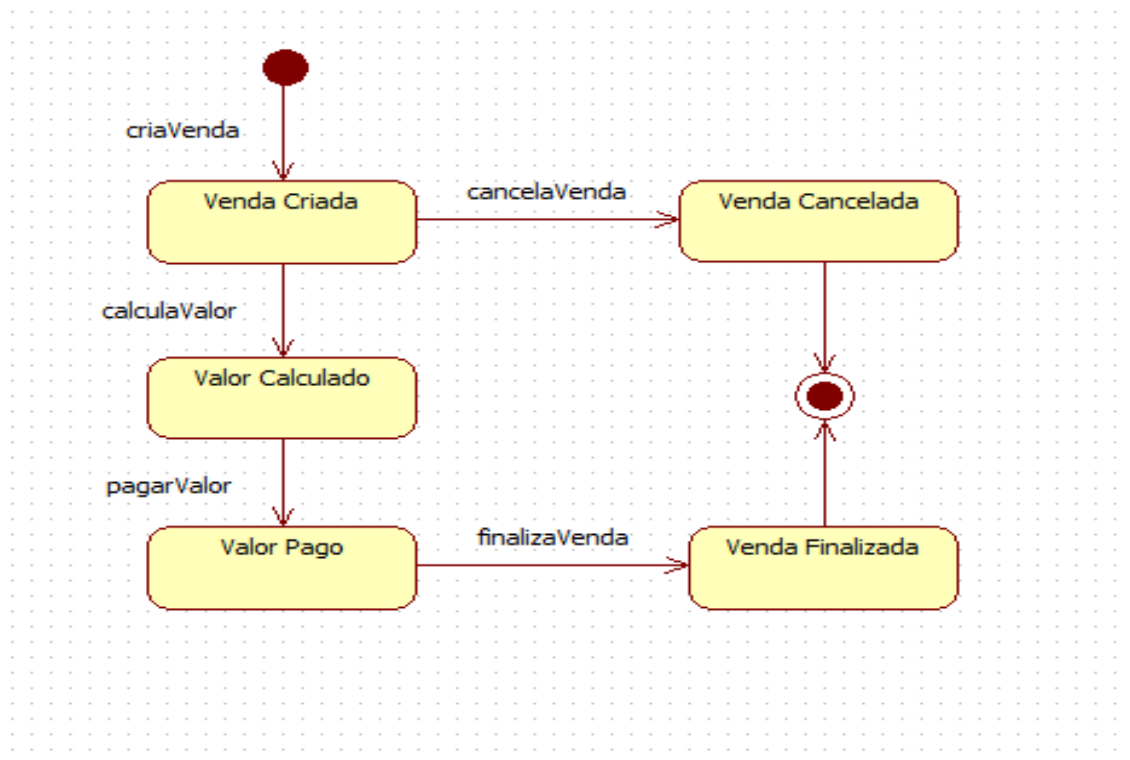 criaVenda
Venda Criada
cancelaVenda
Venda Cancelada
calculaValor
Valor Calculado
pagarValor
Valor Pago
finalizaVenda
Venda Finalizada